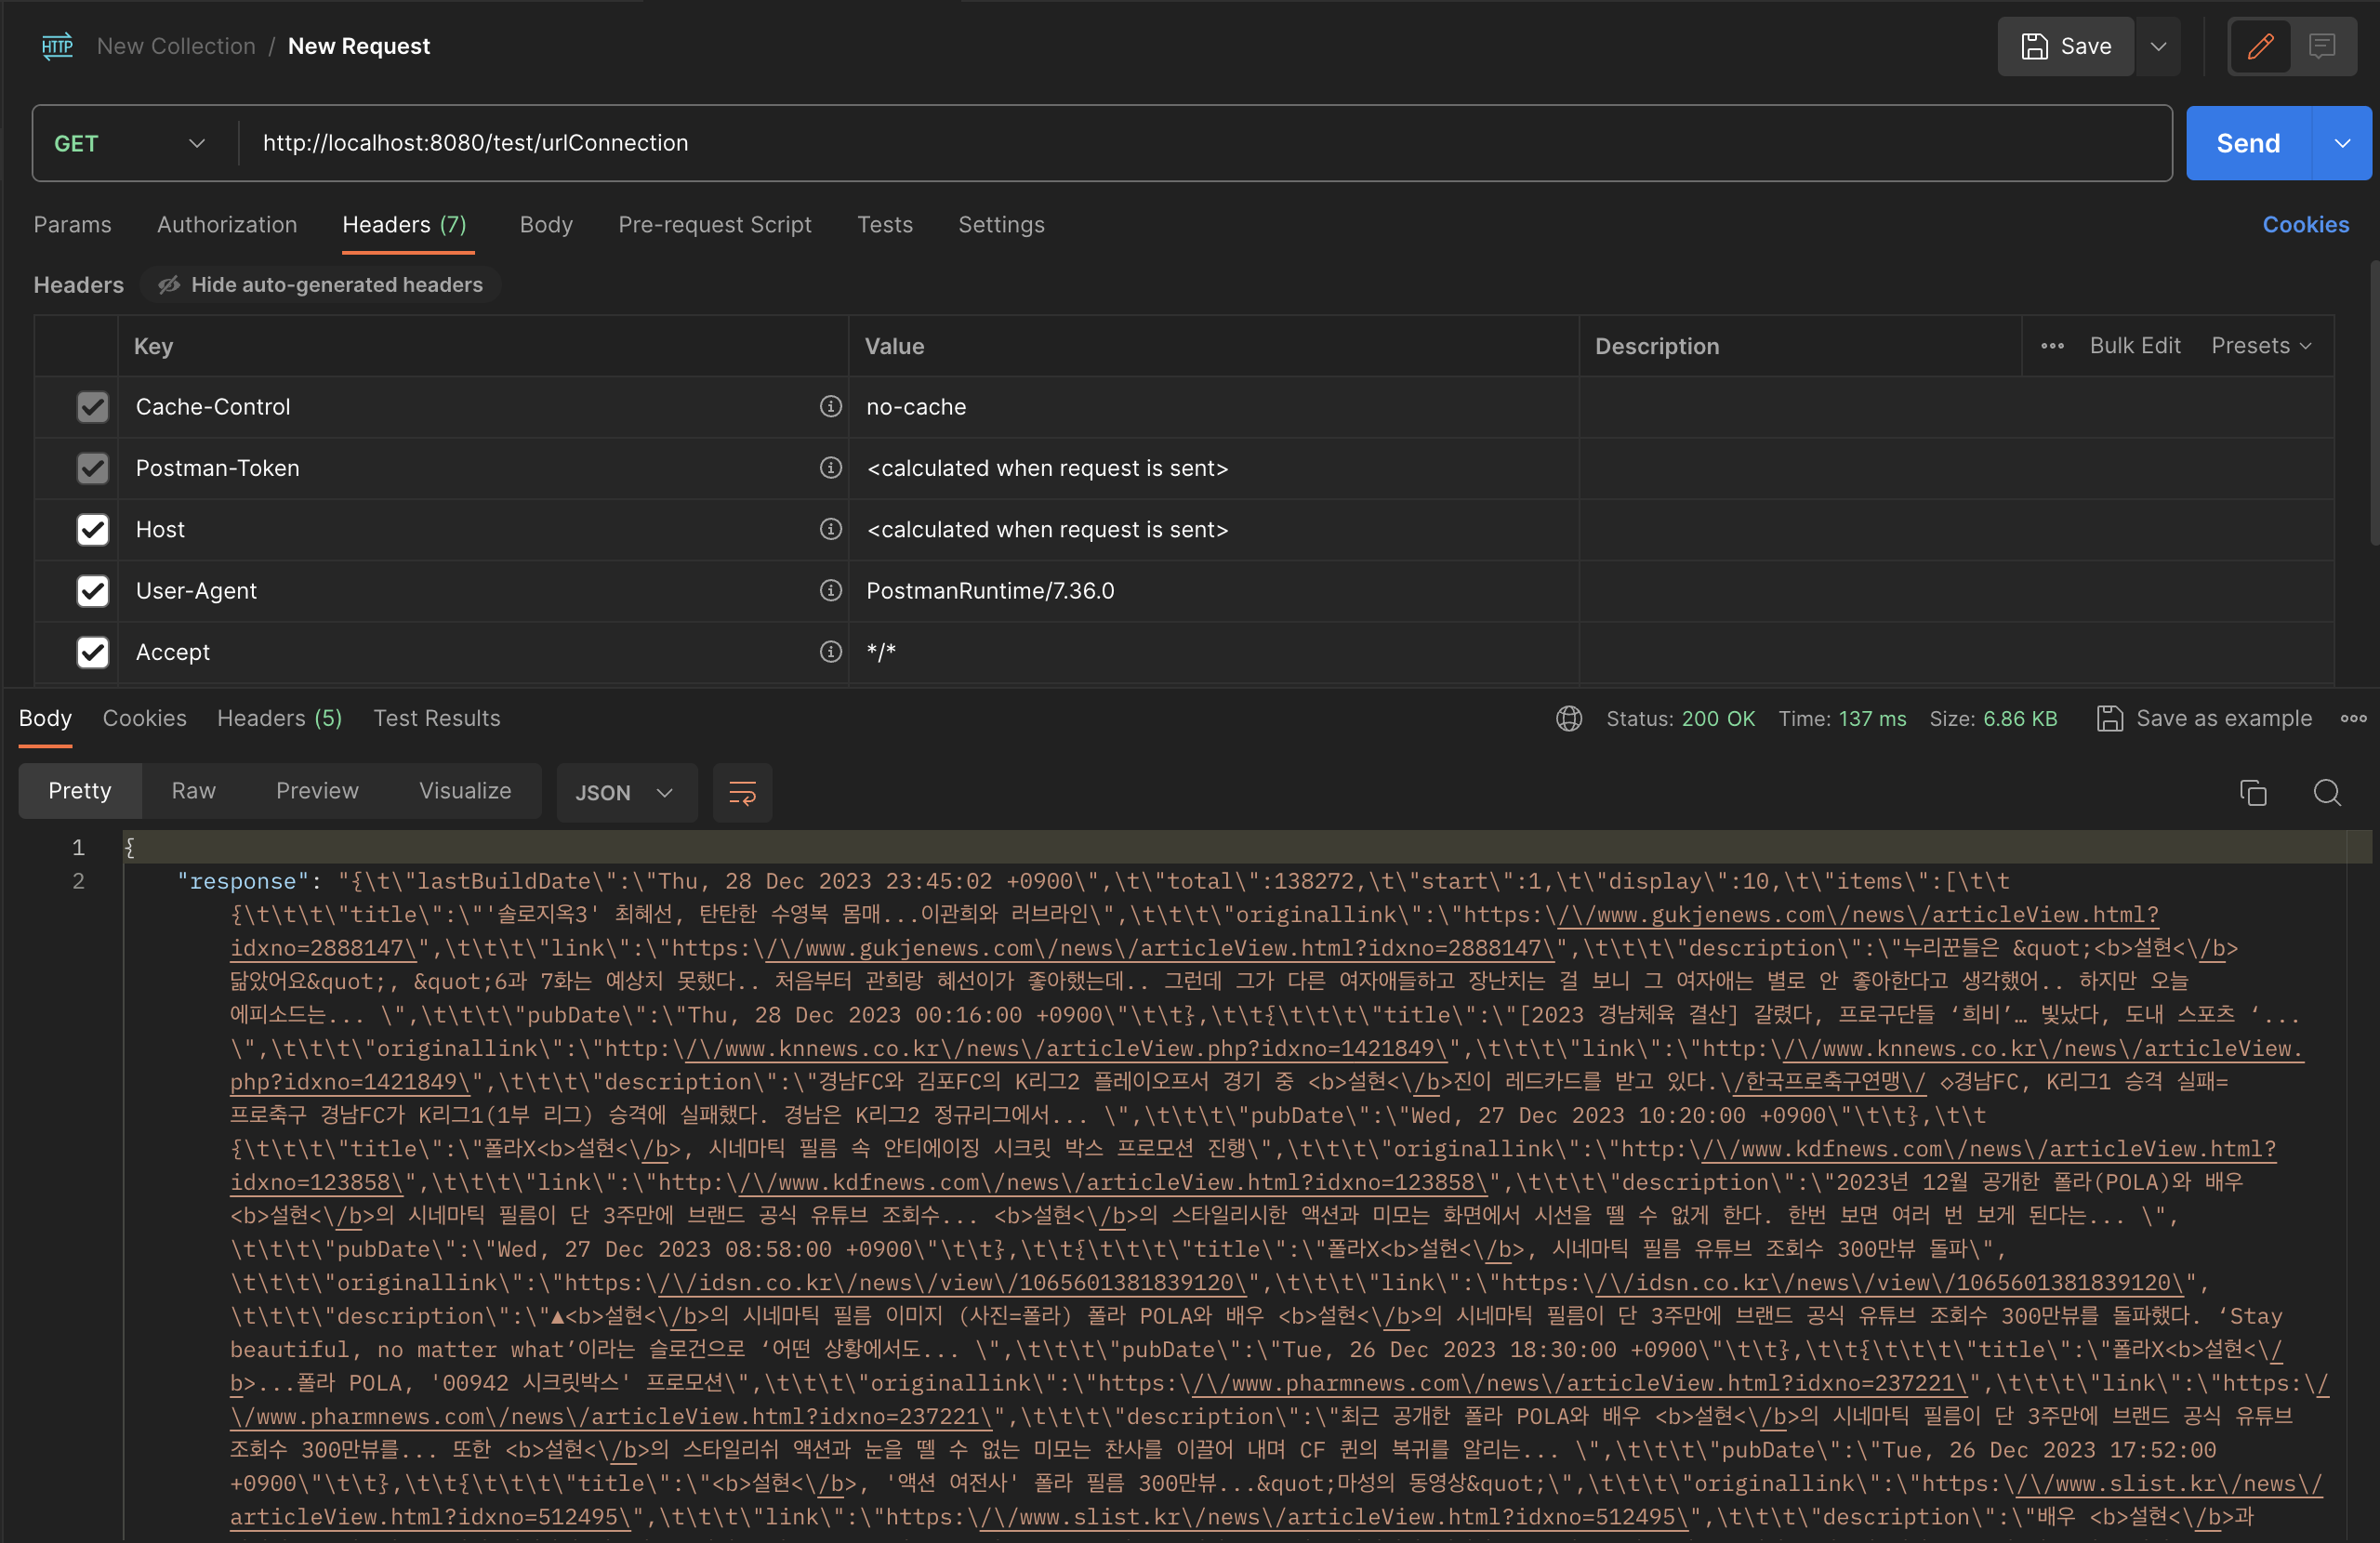 HTTP New Collection / New Request Save
GET http://localhost:8080/test/urlConnection Send
Params Authorization Headers (7) Body Pre-request Script Tests Settings Cookies
Headers Hide auto-generated headers
Key Value Description Bulk Edit Presets
Cache-Control no-cache
Postman-Token <calculated when request is sent>
Host <calculated when request is sent>
User-Agent PostmanRuntime/7.36.0
Accept */*
Body Cookies Headers (5) Test Results Status: 200 OK Time: 137 ms Size: 6.86 KB Save as example
Pretty Raw Preview Visualize JSON
1 {
2 "response": "{\t\"lastBuildDate\":\"Thu, 28 Dec 2023 23:45:02 +0900\",\t\"total\":138272,\t\"start\":1,\t\"display\":10,\t\"items\":[\t\t
{\t\t\t\"title\":\"'솔로지옥3' 최혜선, 탄탄한 수영복 몸매...이관희와 러브라인\",\t\t\t\"originallink\":\"https:\/\/www.gukjenews.com\/news\/articleView.html?
idxno=2888147\",\t\t\t\"link\":\"https:\/\/www.gukjenews.com\/news\/articleView.html?idxno=2888147\",\t\t\t\"description\":\"누리꾼들은 &quot;<b>설현<\/b>
닮았어요&quot;, &quot;6과 7화는 예상치 못했다.. 처음부터 관희랑 혜선이가 좋아했는데.. 그런데 그가 다른 여자애들하고 장난치는 걸 보니 그 여자애는 별로 안 좋아한다고 생각했어.. 하지만 오늘
에피소드는... \",\t\t\t\"pubDate\":\"Thu, 28 Dec 2023 00:16:00 +0900\"\t\t},\t\t{\t\t\t\"title\":\"[2023 경남체육 결산] 갈렸다, 프로구단들 ‘희비’… 빛났다, 도내 스포츠 ‘...
\",\t\t\t\"originallink\":\"http:\/\/www.knnews.co.kr\/news\/articleView.php?idxno=1421849\",\t\t\t\"link\":\"http:\/\/www.knnews.co.kr\/news\/articleView.
php?idxno=1421849\",\t\t\t\"description\":\"경남FC와 김포FC의 K리그2 플레이오프서 경기 중 <b>설현<\/b>진이 레드카드를 받고 있다.\/한국프로축구연맹\/ ◇경남FC, K리그1 승격 실패=
프로축구 경남FC가 K리그1(1부 리그) 승격에 실패했다. 경남은 K리그2 정규리그에서... \",\t\t\t\"pubDate\":\"Wed, 27 Dec 2023 10:20:00 +0900\"\t\t},\t\t
{\t\t\t\"title\":\"폴라X<b>설현<\/b>, 시네마틱 필름 속 안티에이징 시크릿 박스 프로모션 진행\",\t\t\t\"originallink\":\"http:\/\/www.kdfnews.com\/news\/articleView.html?
idxno=123858\",\t\t\t\"link\":\"http:\/\/www.kdfnews.com\/news\/articleView.html?idxno=123858\",\t\t\t\"description\":\"2023년 12월 공개한 폴라(POLA)와 배우
<b>설현<\/b>의 시네마틱 필름이 단 3주만에 브랜드 공식 유튜브 조회수... <b>설현<\/b>의 스타일리시한 액션과 미모는 화면에서 시선을 뗄 수 없게 한다. 한번 보면 여러 번 보게 된다는... \",
\t\t\t\"pubDate\":\"Wed, 27 Dec 2023 08:58:00 +0900\"\t\t},\t\t{\t\t\t\"title\":\"폴라X<b>설현<\/b>, 시네마틱 필름 유튜브 조회수 300만뷰 돌파\",
\t\t\t\"originallink\":\"https:\/\/idsn.co.kr\/news\/view\/1065601381839120\",\t\t\t\"link\":\"https:\/\/idsn.co.kr\/news\/view\/1065601381839120\",
\t\t\t\"description\":\"▲<b>설현<\/b>의 시네마틱 필름 이미지 (사진=폴라) 폴라 POLA와 배우 <b>설현<\/b>의 시네마틱 필름이 단 3주만에 브랜드 공식 유튜브 조회수 300만뷰를 돌파했다. ‘Stay
beautiful, no matter what’이라는 슬로건으로 ‘어떤 상황에서도... \",\t\t\t\"pubDate\":\"Tue, 26 Dec 2023 18:30:00 +0900\"\t\t},\t\t{\t\t\t\"title\":\"폴라X<b>설현<\/
b>...폴라 POLA, '00942 시크릿박스' 프로모션\",\t\t\t\"originallink\":\"https:\/\/www.pharmnews.com\/news\/articleView.html?idxno=237221\",\t\t\t\"link\":\"https:\/
\/www.pharmnews.com\/news\/articleView.html?idxno=237221\",\t\t\t\"description\":\"최근 공개한 폴라 POLA와 배우 <b>설현<\/b>의 시네마틱 필름이 단 3주만에 브랜드 공식 유튜브
조회수 300만뷰를... 또한 <b>설현<\/b>의 스타일리쉬 액션과 눈을 뗄 수 없는 미모는 찬사를 이끌어 내며 CF 퀸의 복귀를 알리는... \",\t\t\t\"pubDate\":\"Tue, 26 Dec 2023 17:52:00
+0900\"\t\t},\t\t{\t\t\t\"title\":\"<b>설현<\/b>, '액션 여전사' 폴라 필름 300만뷰...&quot;마성의 동영상&quot;\",\t\t\t\"originallink\":\"https:\/\/www.slist.kr\/news\/
articleView.html?idxno=512495\",\t\t\t\"link\":\"https:\/\/www.slist.kr\/news\/articleView.html?idxno=512495\",\t\t\t\"description\":\"배우 <b>설현<\/b>과